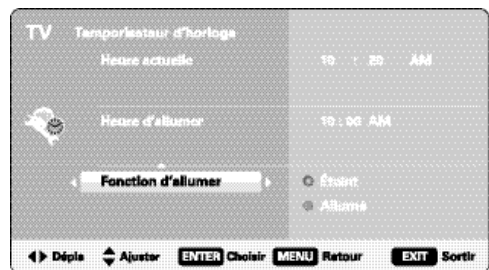 TV Temporisateur d'horloge
Heure actuelle 10 : 20 AM
Heure d'allumer 10 : 00 AM
Fonction d'allumer Éteint
Allumé
Dépla Ajuster ENTER Choisir MENU Retour EXIT Sortir